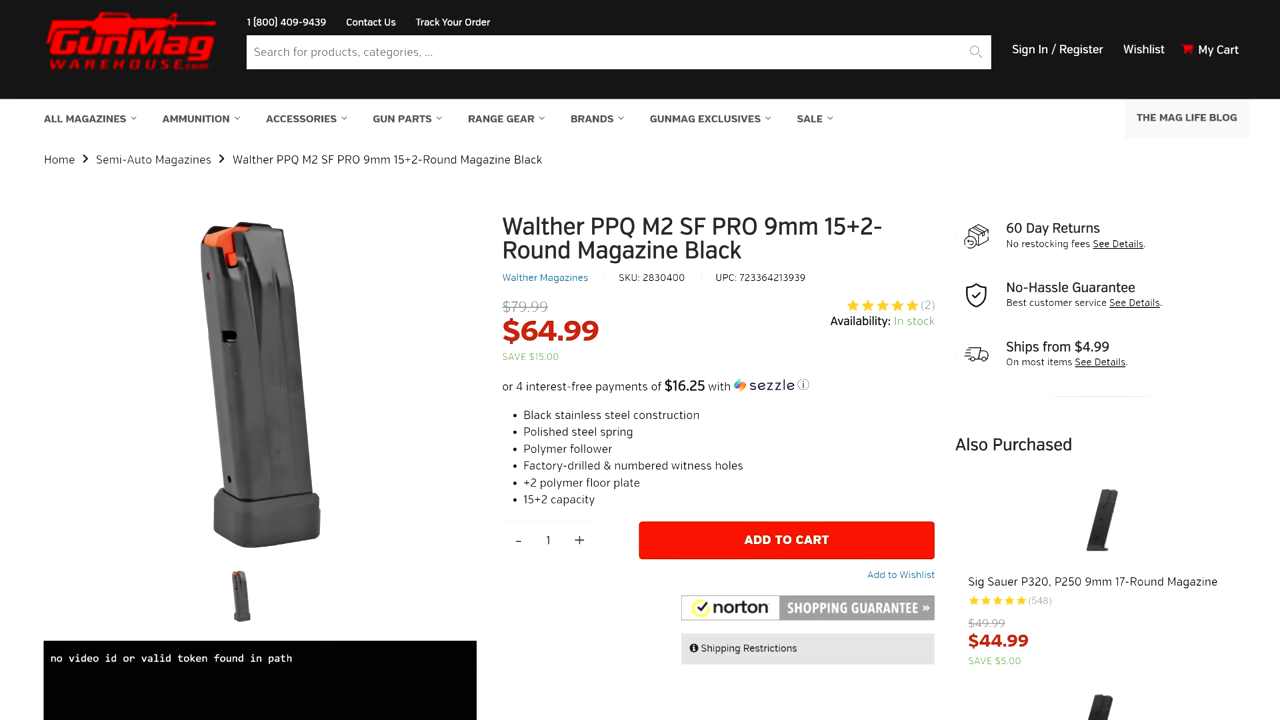 GunMag
WAREHOUSE.com
1 (800) 409-9439 Contact Us Track Your Order
Search for products, categories, ...
Sign In / Register Wishlist My Cart
ALL MAGAZINES AMMUNITION ACCESSORIES GUN PARTS RANGE GEAR BRANDS GUNMAG EXCLUSIVES SALE THE MAG LIFE BLOG
Home Semi-Auto Magazines Walther PPQ M2 SF PRO 9mm 15+2-Round Magazine Black
Walther PPQ M2 SF PRO 9mm 15+2-
Round Magazine Black
Walther Magazines SKU: 2830400 UPC: 723364213939
$79.99
$64.99
SAVE $15.00
(2)
Availability: In stock
or 4 interest-free payments of $16.25 with sezzle
• Black stainless steel construction
• Polished steel spring
• Polymer follower
• Factory-drilled & numbered witness holes
• +2 polymer floor plate
• 15+2 capacity
- 1 +
ADD TO CART
Add to Wishlist
norton SHOPPING GUARANTEE »
Shipping Restrictions
no video id or valid token found in path
60 Day Returns
No restocking fees See Details.
No-Hassle Guarantee
Best customer service See Details.
Ships from $4.99
On most items See Details.
Also Purchased
Sig Sauer P320, P250 9mm 17-Round Magazine
(548)
$49.99
$44.99
SAVE $5.00